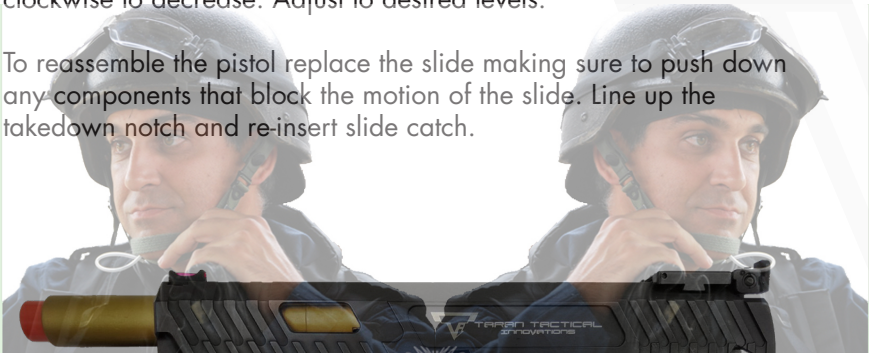 clockwise to decrease. Adjust to desired levels.
To reassemble the pistol replace the slide making sure to push down
any components that block the motion of the slide. Line up the
takedown notch and re-insert slide catch.
TARAN TACTICAL
INNOVATIONS